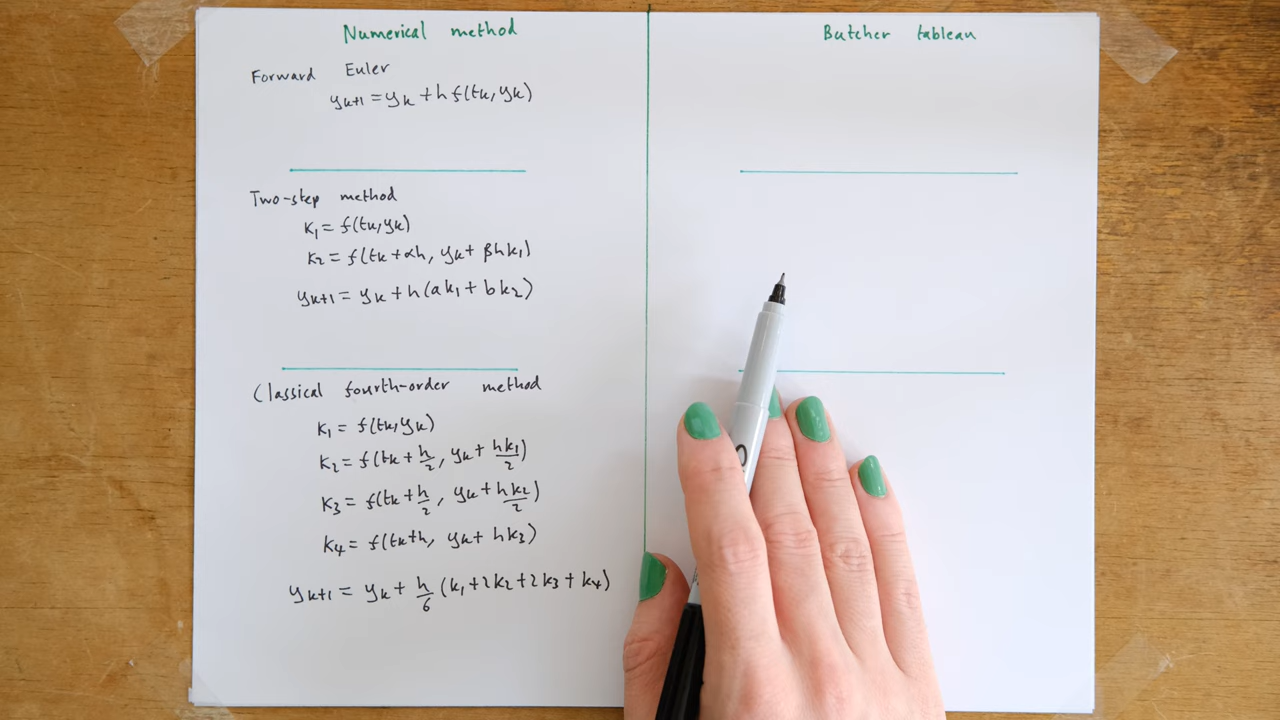 Numerical method
Butcher tableau
Forward Euler
yₖ₊₁ = yₖ + h f(tₖ, yₖ)
Two-step method
k₁ = f(tₖ, yₖ)
k₂ = f(tₖ + αh, yₖ + βhk₁)
yₖ₊₁ = yₖ + h(ak₁ + bk₂)
Classical fourth-order method
k₁ = f(tₖ, yₖ)
k₂ = f(tₖ + h/2, yₖ + hk₁/2)
k₃ = f(tₖ + h/2, yₖ + hk₂/2)
k₄ = f(tₖ + h, yₖ + hk₃)
yₖ₊₁ = yₖ + h/6 (k₁ + 2k₂ + 2k₃ + k₄)